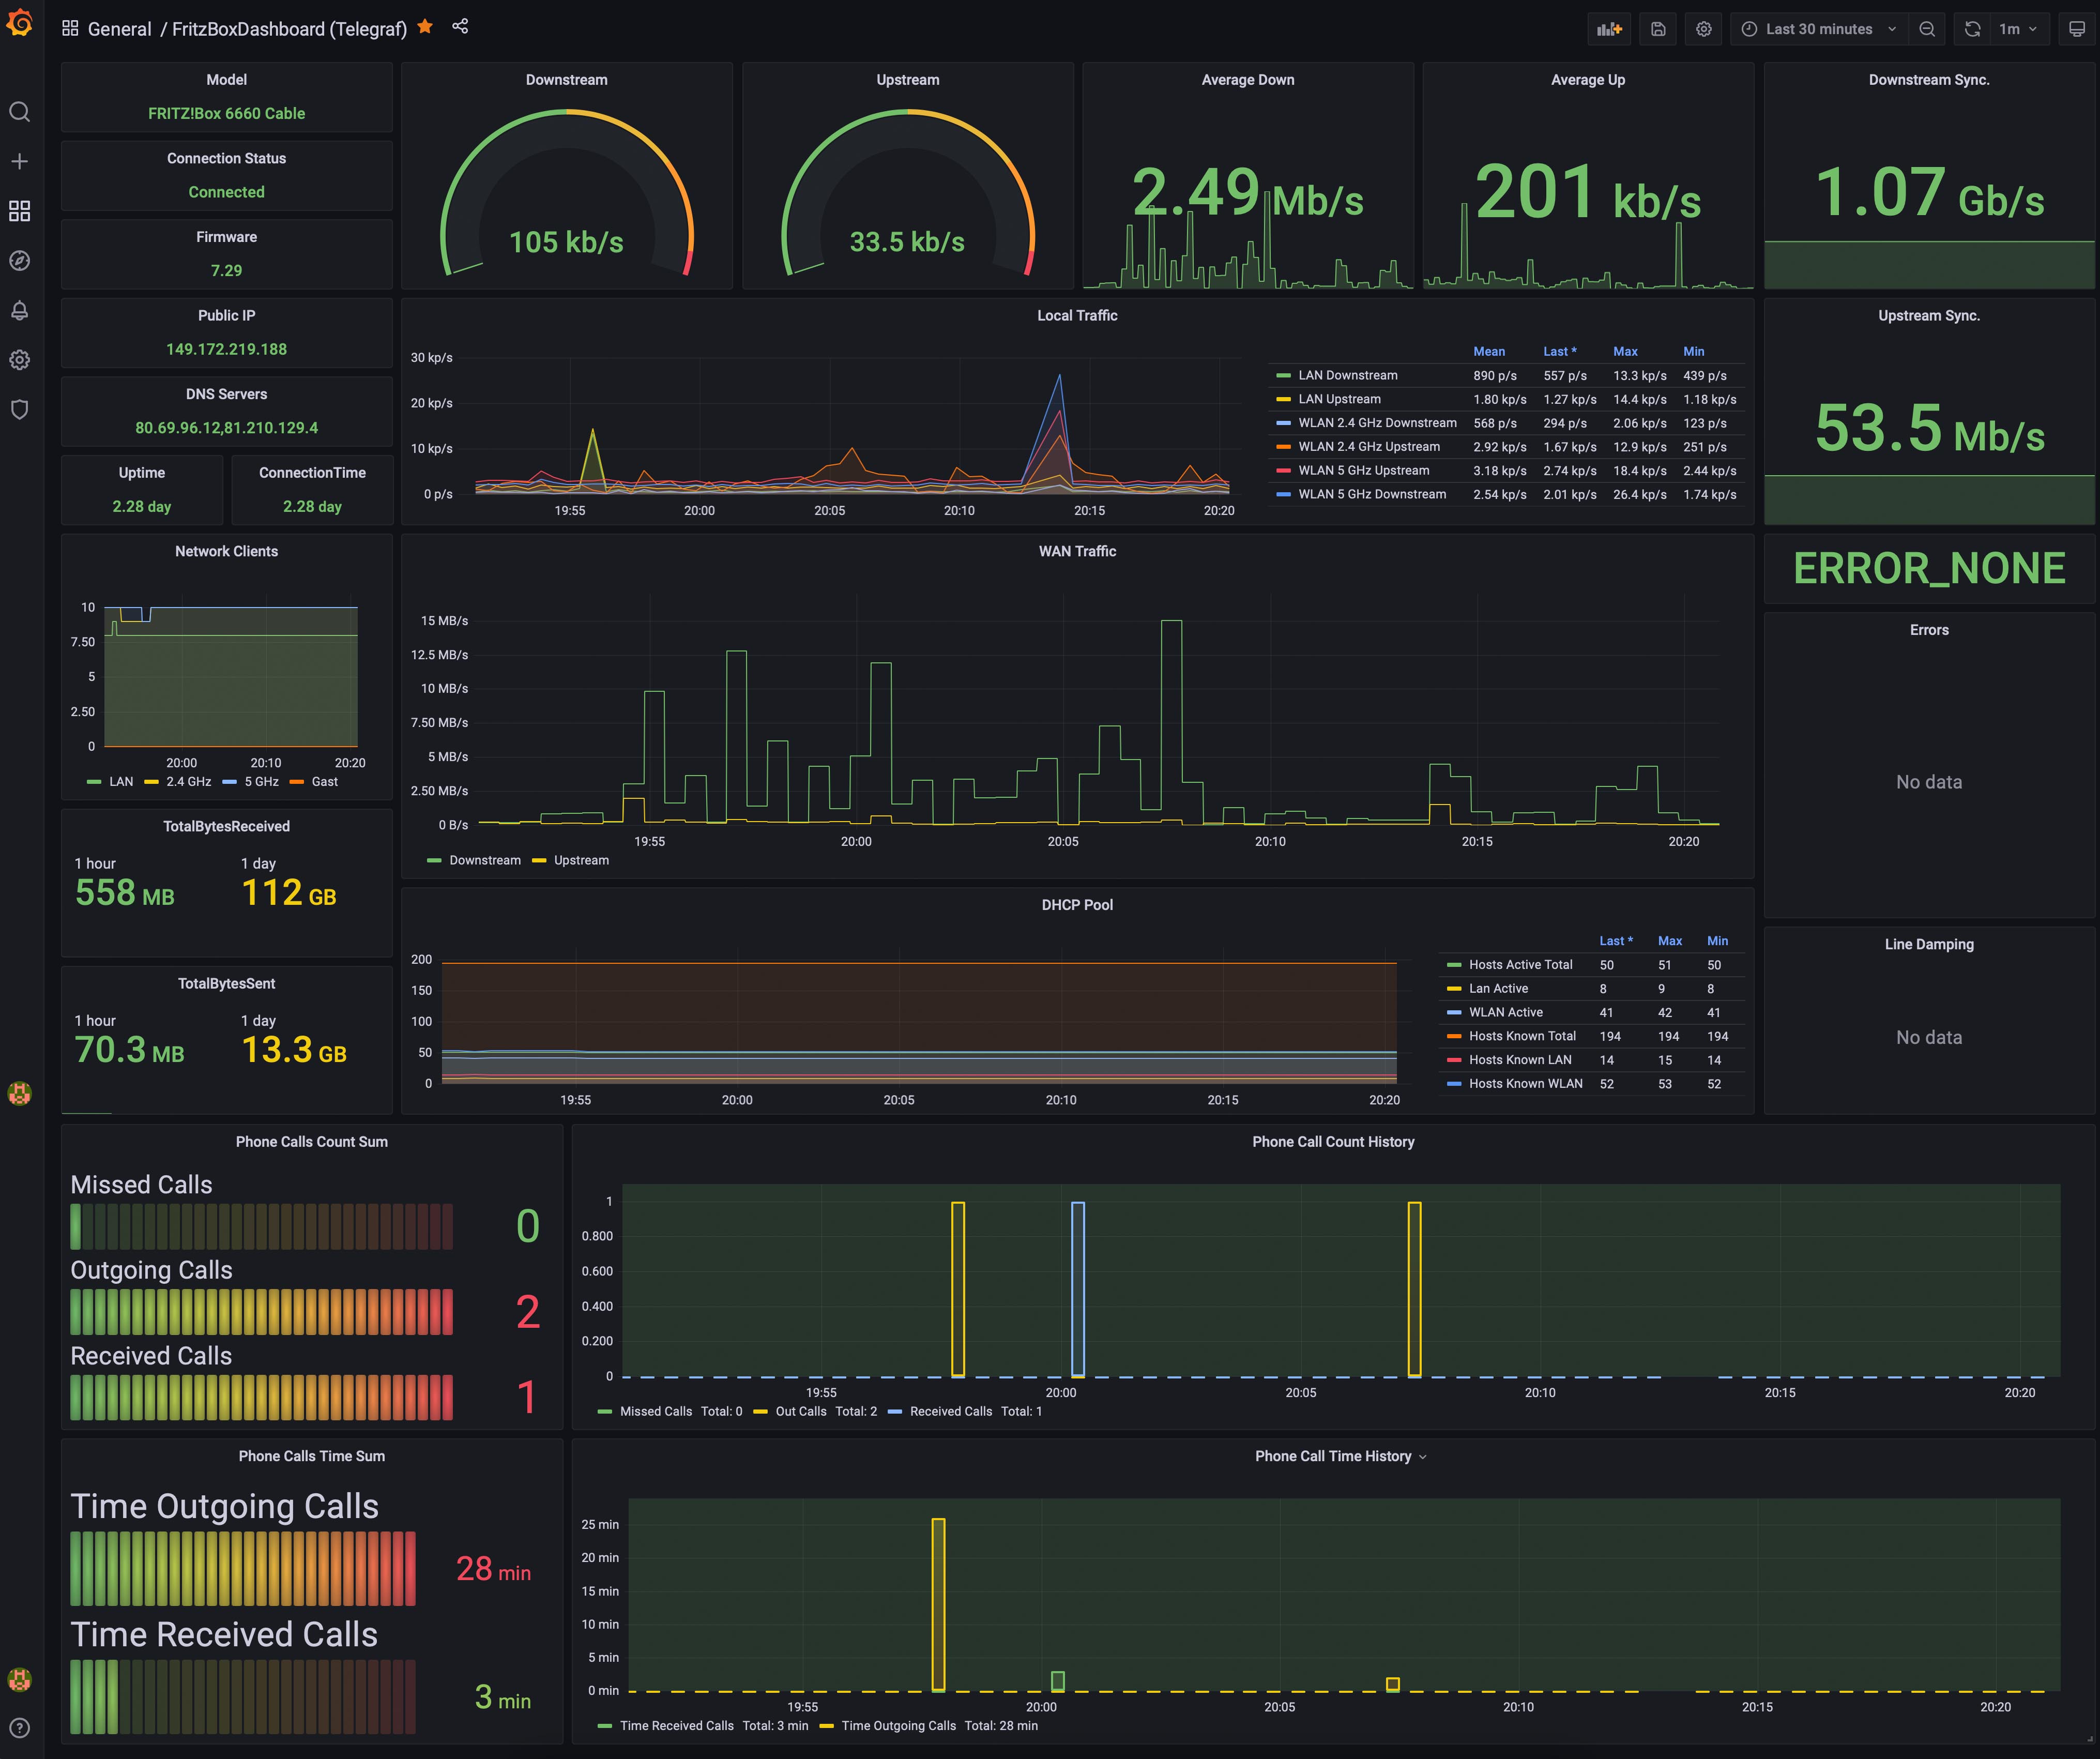 General / FritzBoxDashboard (Telegraf)
Last 30 minutes
1m
Model
FRITZ!Box 6660 Cable
Connection Status
Connected
Firmware
7.29
Downstream
105 kb/s
Upstream
33.5 kb/s
Average Down
2.49 Mb/s
Average Up
201 kb/s
Downstream Sync.
1.07 Gb/s
Public IP
149.172.219.188
DNS Servers
80.69.96.12,81.210.129.4
Uptime
2.28 day
ConnectionTime
2.28 day
Local Traffic
30 kp/s
20 kp/s
10 kp/s
0 p/s
19:55 20:00 20:05 20:10 20:15 20:20
Mean Last * Max Min
LAN Downstream 890 p/s 557 p/s 13.3 kp/s 439 p/s
LAN Upstream 1.80 kp/s 1.27 kp/s 14.4 kp/s 1.18 kp/s
WLAN 2.4 GHz Downstream 568 p/s 294 p/s 2.06 kp/s 123 p/s
WLAN 2.4 GHz Upstream 2.92 kp/s 1.67 kp/s 12.9 kp/s 251 p/s
WLAN 5 GHz Upstream 3.18 kp/s 2.74 kp/s 18.4 kp/s 2.44 kp/s
WLAN 5 GHz Downstream 2.54 kp/s 2.01 kp/s 26.4 kp/s 1.74 kp/s
Upstream Sync.
53.5 Mb/s
Network Clients
10
7.50
5
2.50
0
20:00 20:10 20:20
LAN 2.4 GHz 5 GHz Gast
WAN Traffic
15 MB/s
12.5 MB/s
10 MB/s
7.50 MB/s
5 MB/s
2.50 MB/s
0 B/s
19:55 20:00 20:05 20:10 20:15 20:20
Downstream Upstream
ERROR_NONE
Errors
No data
TotalBytesReceived
1 hour 1 day
558 MB 112 GB
TotalBytesSent
1 hour 1 day
70.3 MB 13.3 GB
DHCP Pool
200
150
100
50
0
19:55 20:00 20:05 20:10 20:15 20:20
Last * Max Min
Hosts Active Total 50 51 50
Lan Active 8 9 8
WLAN Active 41 42 41
Hosts Known Total 194 194 194
Hosts Known LAN 14 15 14
Hosts Known WLAN 52 53 52
Line Damping
No data
Phone Calls Count Sum
Missed Calls
0
Outgoing Calls
2
Received Calls
1
Phone Call Count History
1
0.800
0.600
0.400
0.200
0
19:55 20:00 20:05 20:10 20:15 20:20
Missed Calls Total: 0 Out Calls Total: 2 Received Calls Total: 1
Phone Calls Time Sum
Time Outgoing Calls
28 min
Time Received Calls
3 min
Phone Call Time History
25 min
20 min
15 min
10 min
5 min
0 min
19:55 20:00 20:05 20:10 20:15 20:20
Time Received Calls Total: 3 min Time Outgoing Calls Total: 28 min